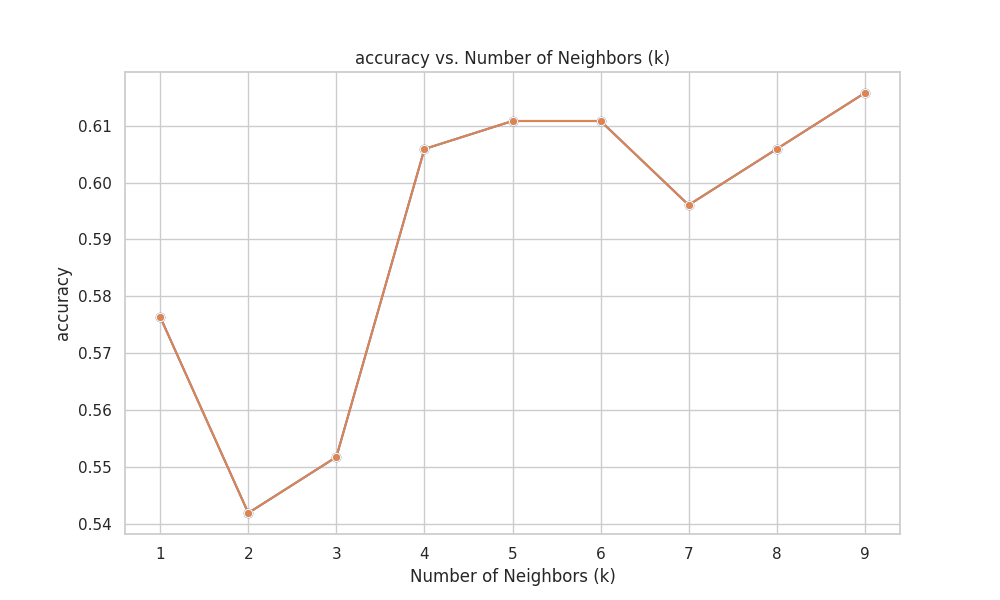 accuracy vs. Number of Neighbors (k)
accuracy
0.61
0.60
0.59
0.58
0.57
0.56
0.55
0.54
1 2 3 4 5 6 7 8 9
Number of Neighbors (k)